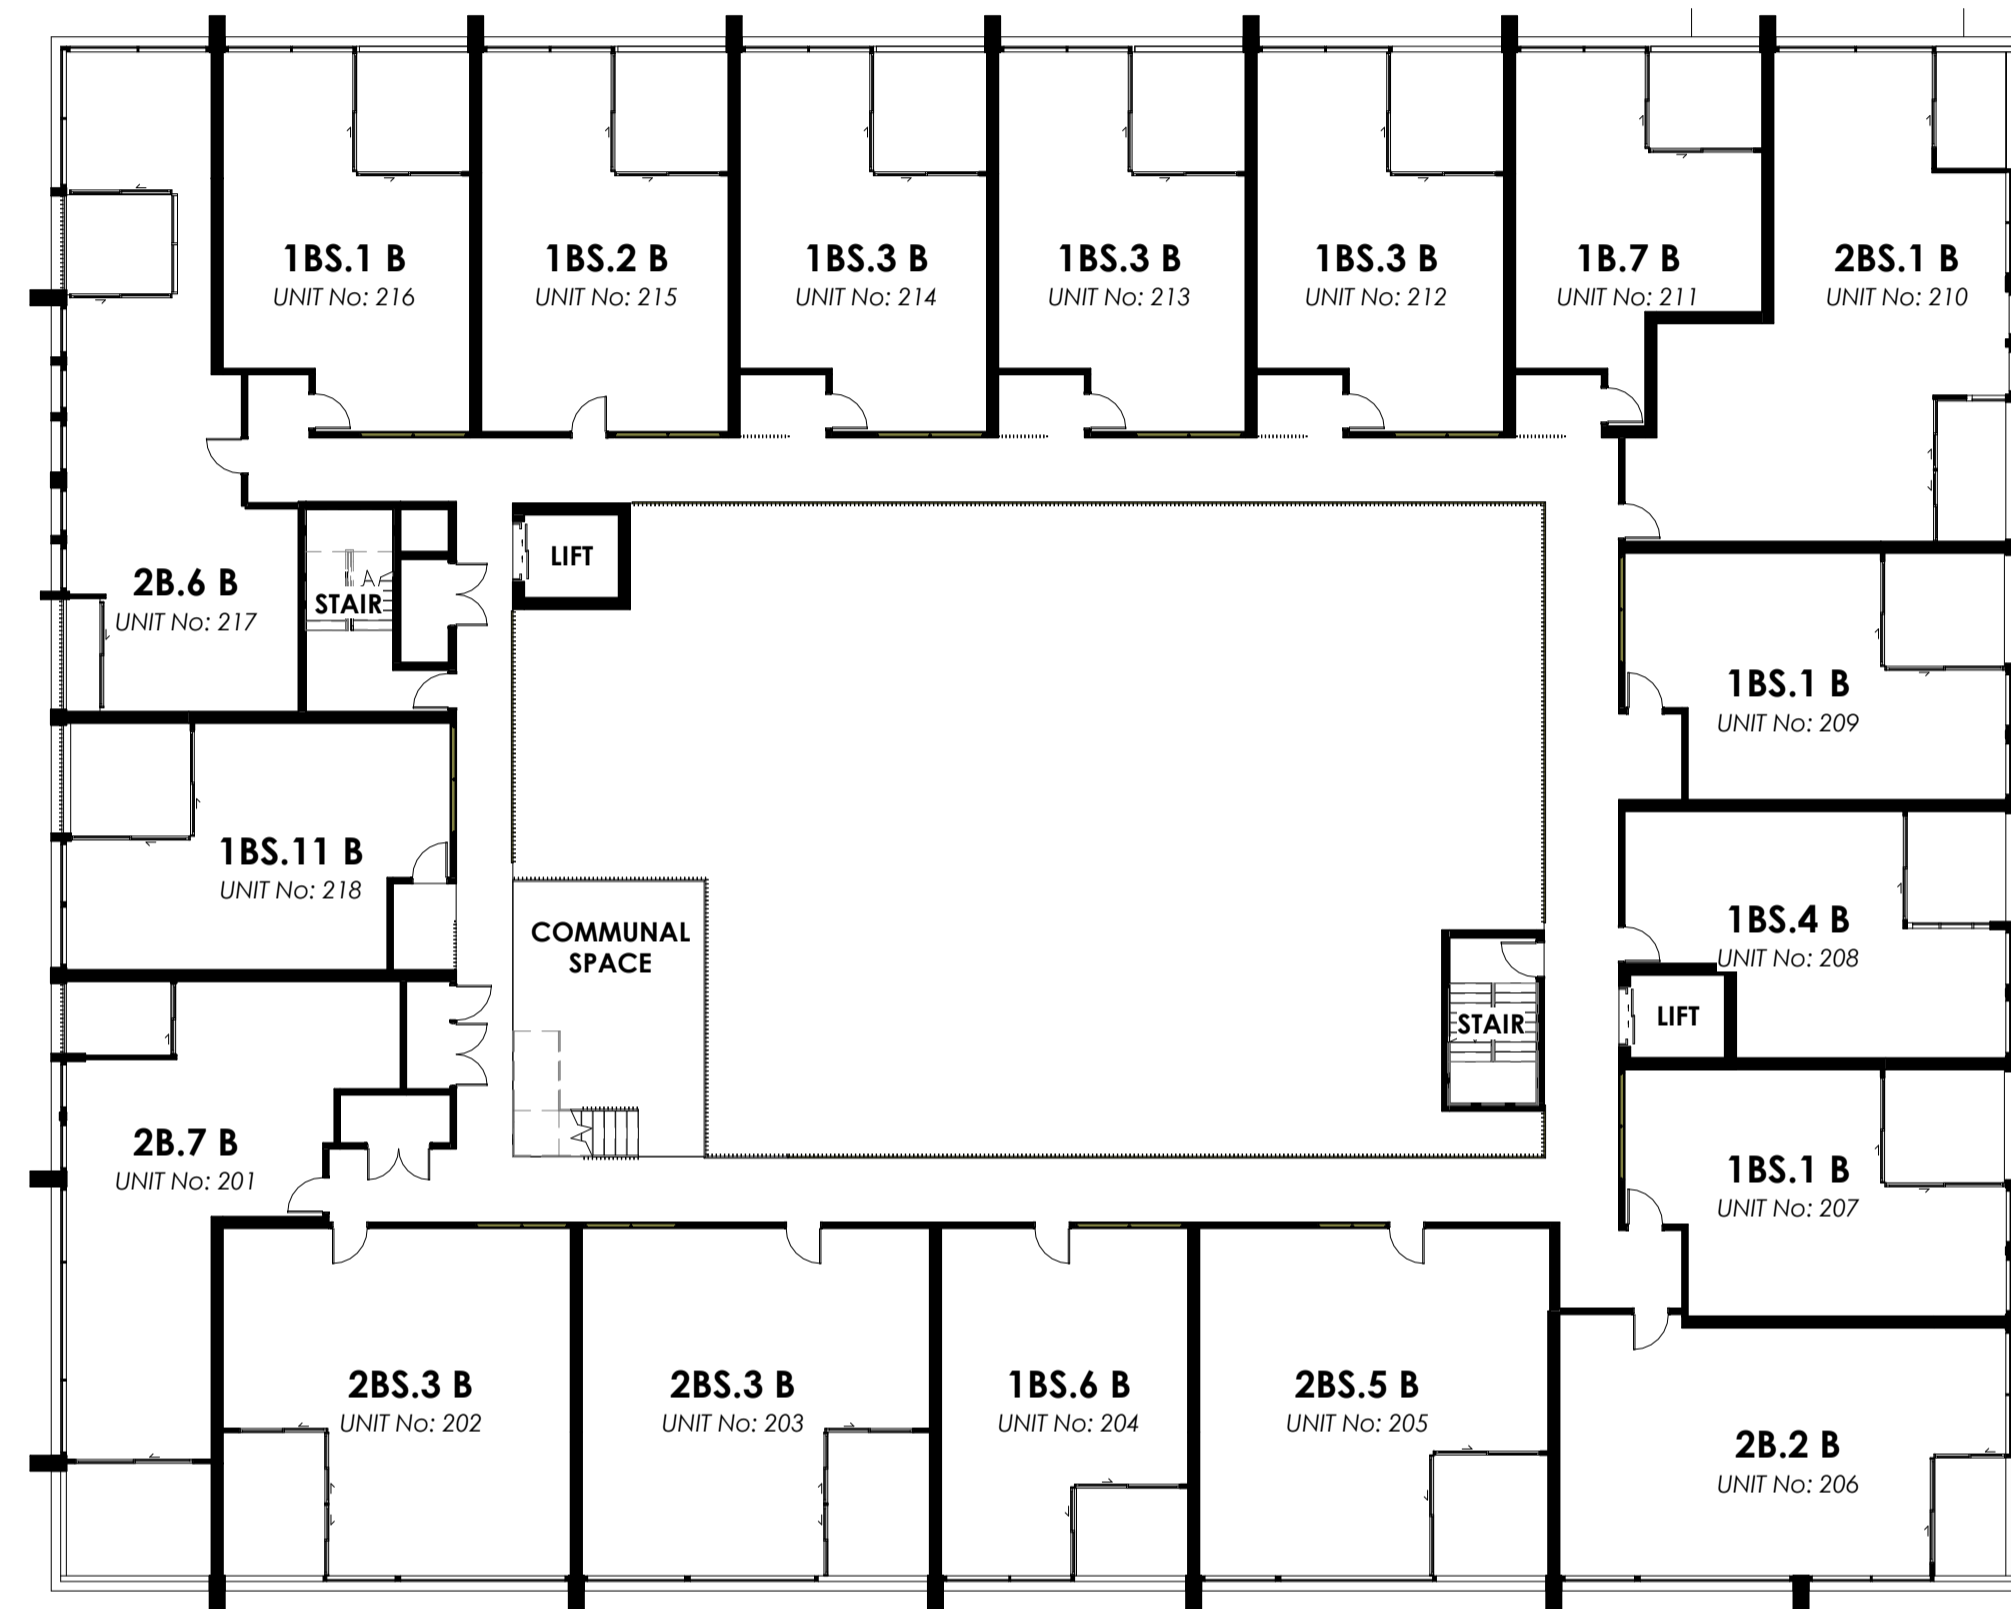 1BS.1 B
UNIT No: 216
1BS.2 B
UNIT No: 215
1BS.3 B
UNIT No: 214
1BS.3 B
UNIT No: 213
1BS.3 B
UNIT No: 212
1B.7 B
UNIT No: 211
2BS.1 B
UNIT No: 210
LIFT
2B.6 B
UNIT No: 217
STAIR
1BS.1 B
UNIT No: 209
1BS.11 B
UNIT No: 218
COMMUNAL
SPACE
1BS.4 B
UNIT No: 208
STAIR
LIFT
2B.7 B
UNIT No: 201
1BS.1 B
UNIT No: 207
2BS.3 B
UNIT No: 202
2BS.3 B
UNIT No: 203
1BS.6 B
UNIT No: 204
2BS.5 B
UNIT No: 205
2B.2 B
UNIT No: 206